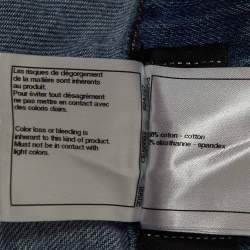 Les risques de dégorgement
de la matière sont inhérents
au produit.
Pour éviter tout désagrément
ne pas mettre en contact avec
des coloris clairs.
Color loss or bleeding is
inherent to this kind of product.
Must not be in contact with
light colors.
% coton - cotton
% élasthanne - spandex